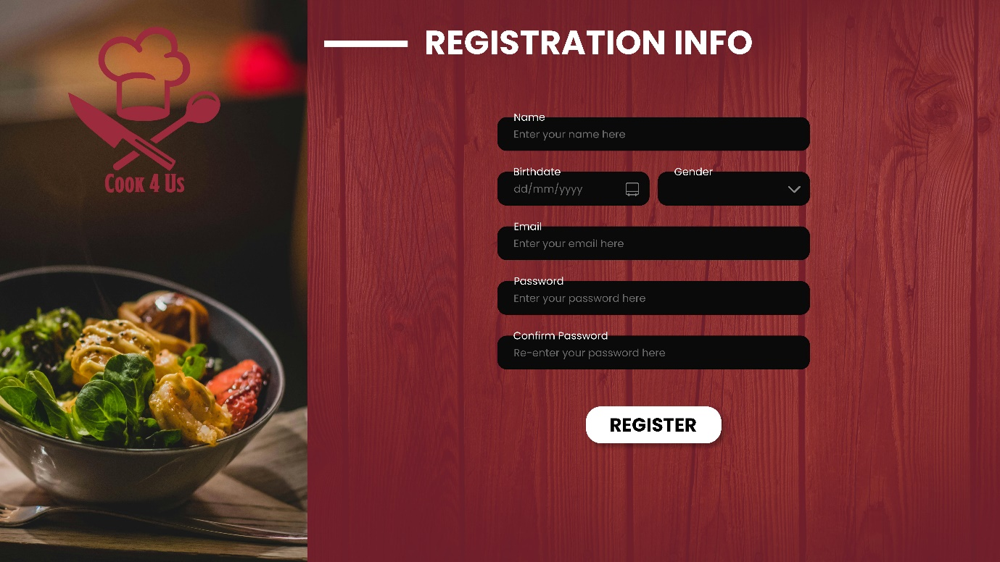 Cook 4 Us
REGISTRATION INFO
Name
Enter your name here
Birthdate
dd/mm/yyyy
Gender
Email
Enter your email here
Password
Enter your password here
Confirm Password
Re-enter your password here
REGISTER